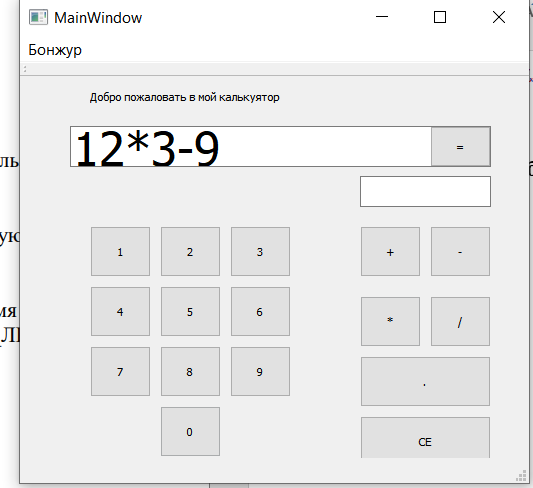 MainWindow
Бонжур
Добро пожаловать в мой калькуятор
12*3-9 =
1 2 3 + -
4 5 6 * /
7 8 9 .
0 CE